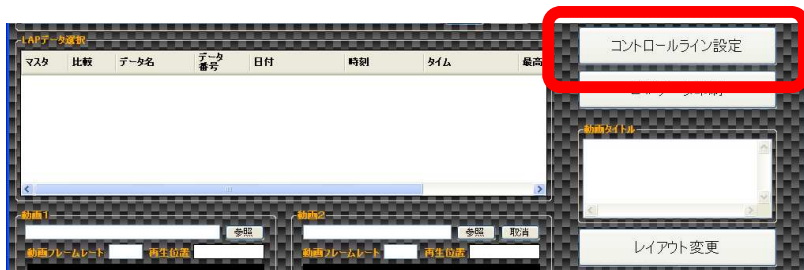 LAPデータ選択
マスタ 比較 データ名 データ番号 日付 時刻 タイム 最高
コントロールライン設定
動画タイトル
動画1
参照
動画フレームレート 再生位置
動画2
参照 取消
動画フレームレート 再生位置
レイアウト変更